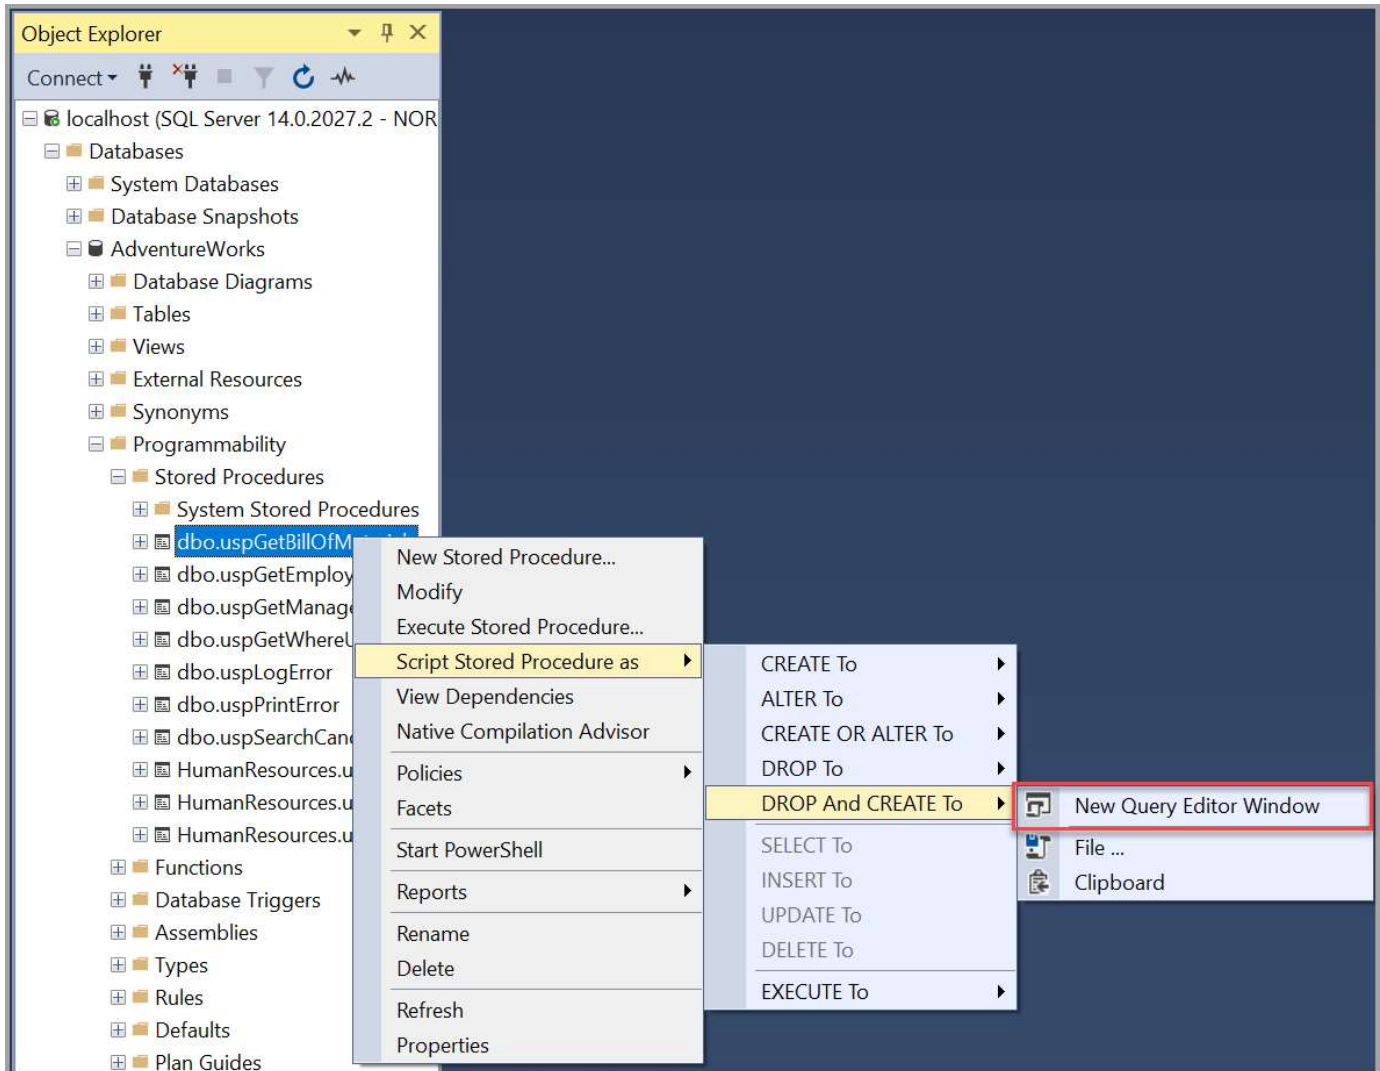 Object Explorer
Connect
localhost (SQL Server 14.0.2027.2 - NOR
Databases
System Databases
Database Snapshots
AdventureWorks
Database Diagrams
Tables
Views
External Resources
Synonyms
Programmability
Stored Procedures
System Stored Procedures
dbo.uspGetBillOfM
dbo.uspGetEmploy
dbo.uspGetManage
dbo.uspGetWhereU
dbo.uspLogError
dbo.uspPrintError
dbo.uspSearchCand
HumanResources.u
HumanResources.u
HumanResources.u
Functions
Database Triggers
Assemblies
Types
Rules
Defaults
Plan Guides
New Stored Procedure...
Modify
Execute Stored Procedure...
Script Stored Procedure as
View Dependencies
Native Compilation Advisor
Policies
Facets
Start PowerShell
Reports
Rename
Delete
Refresh
Properties
CREATE To
ALTER To
CREATE OR ALTER To
DROP To
DROP And CREATE To
SELECT To
INSERT To
UPDATE To
DELETE To
EXECUTE To
New Query Editor Window
File ...
Clipboard